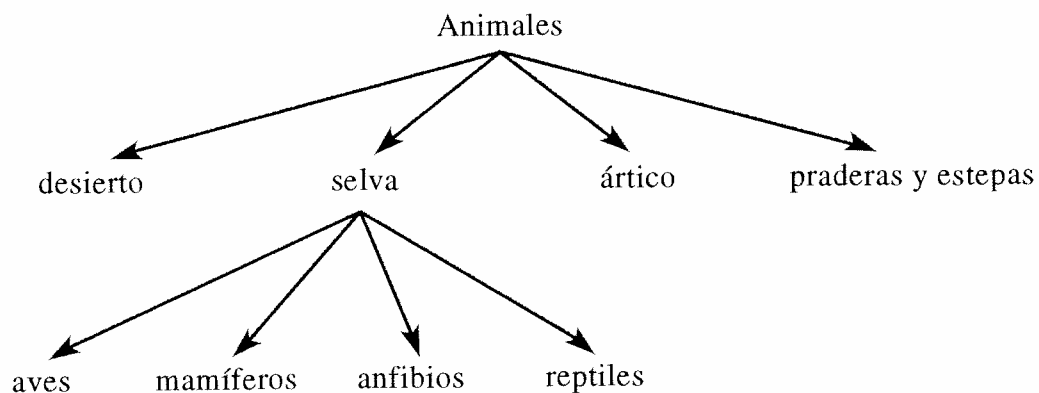 Animales
desierto selva ártico praderas y estepas
aves mamíferos anfibios reptiles